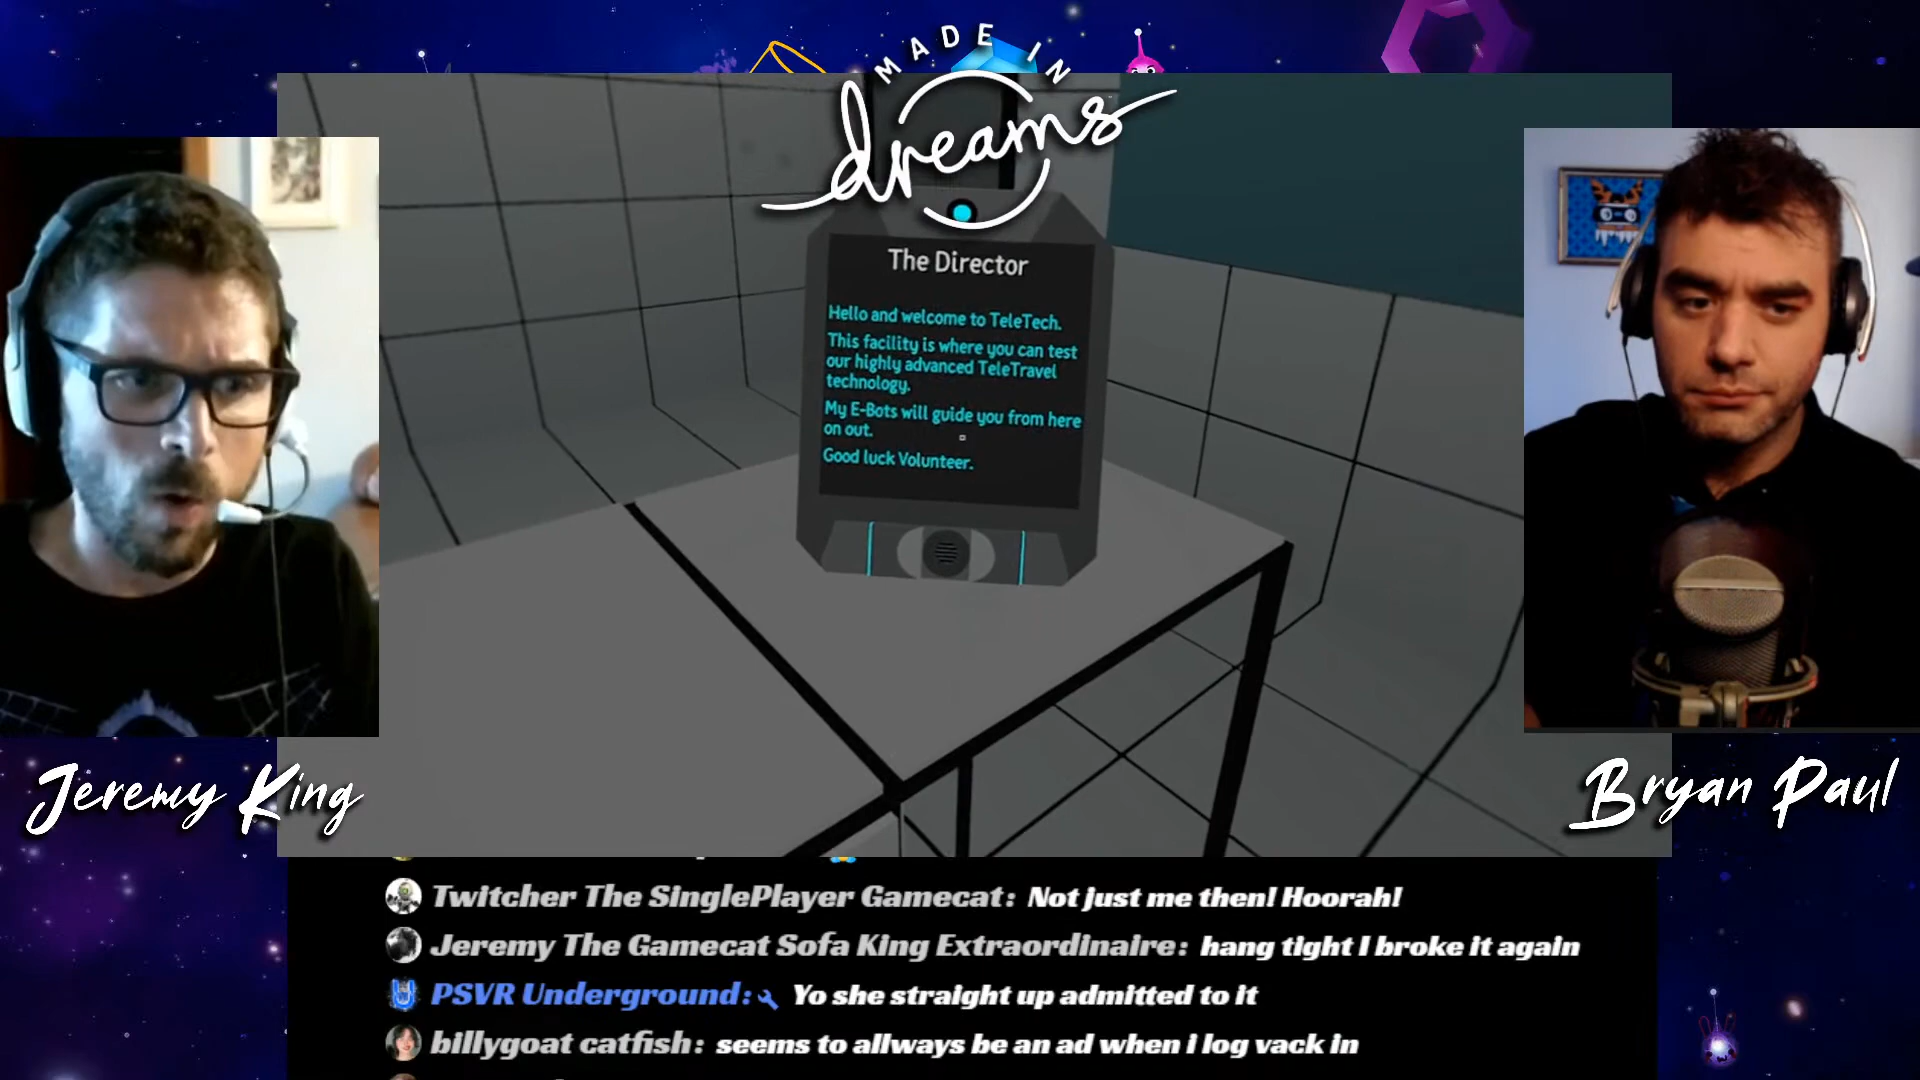 MADE IN
dreams
The Director
Hello and welcome to TeleTech.
This facility is where you can test
our highly advanced TeleTravel
technology.
My E-Bots will guide you from here
on out.
Good luck Volunteer.
Jeremy King
Bryan Paul
Twitcher The SinglePlayer Gamecat: Not just me then! Hoorah!
Jeremy The Gamecat Sofa King Extraordinaire: hang tight I broke it again
PSVR Underground: Yo she straight up admitted to it
billygoat catfish: seems to allways be an ad when i log vack in